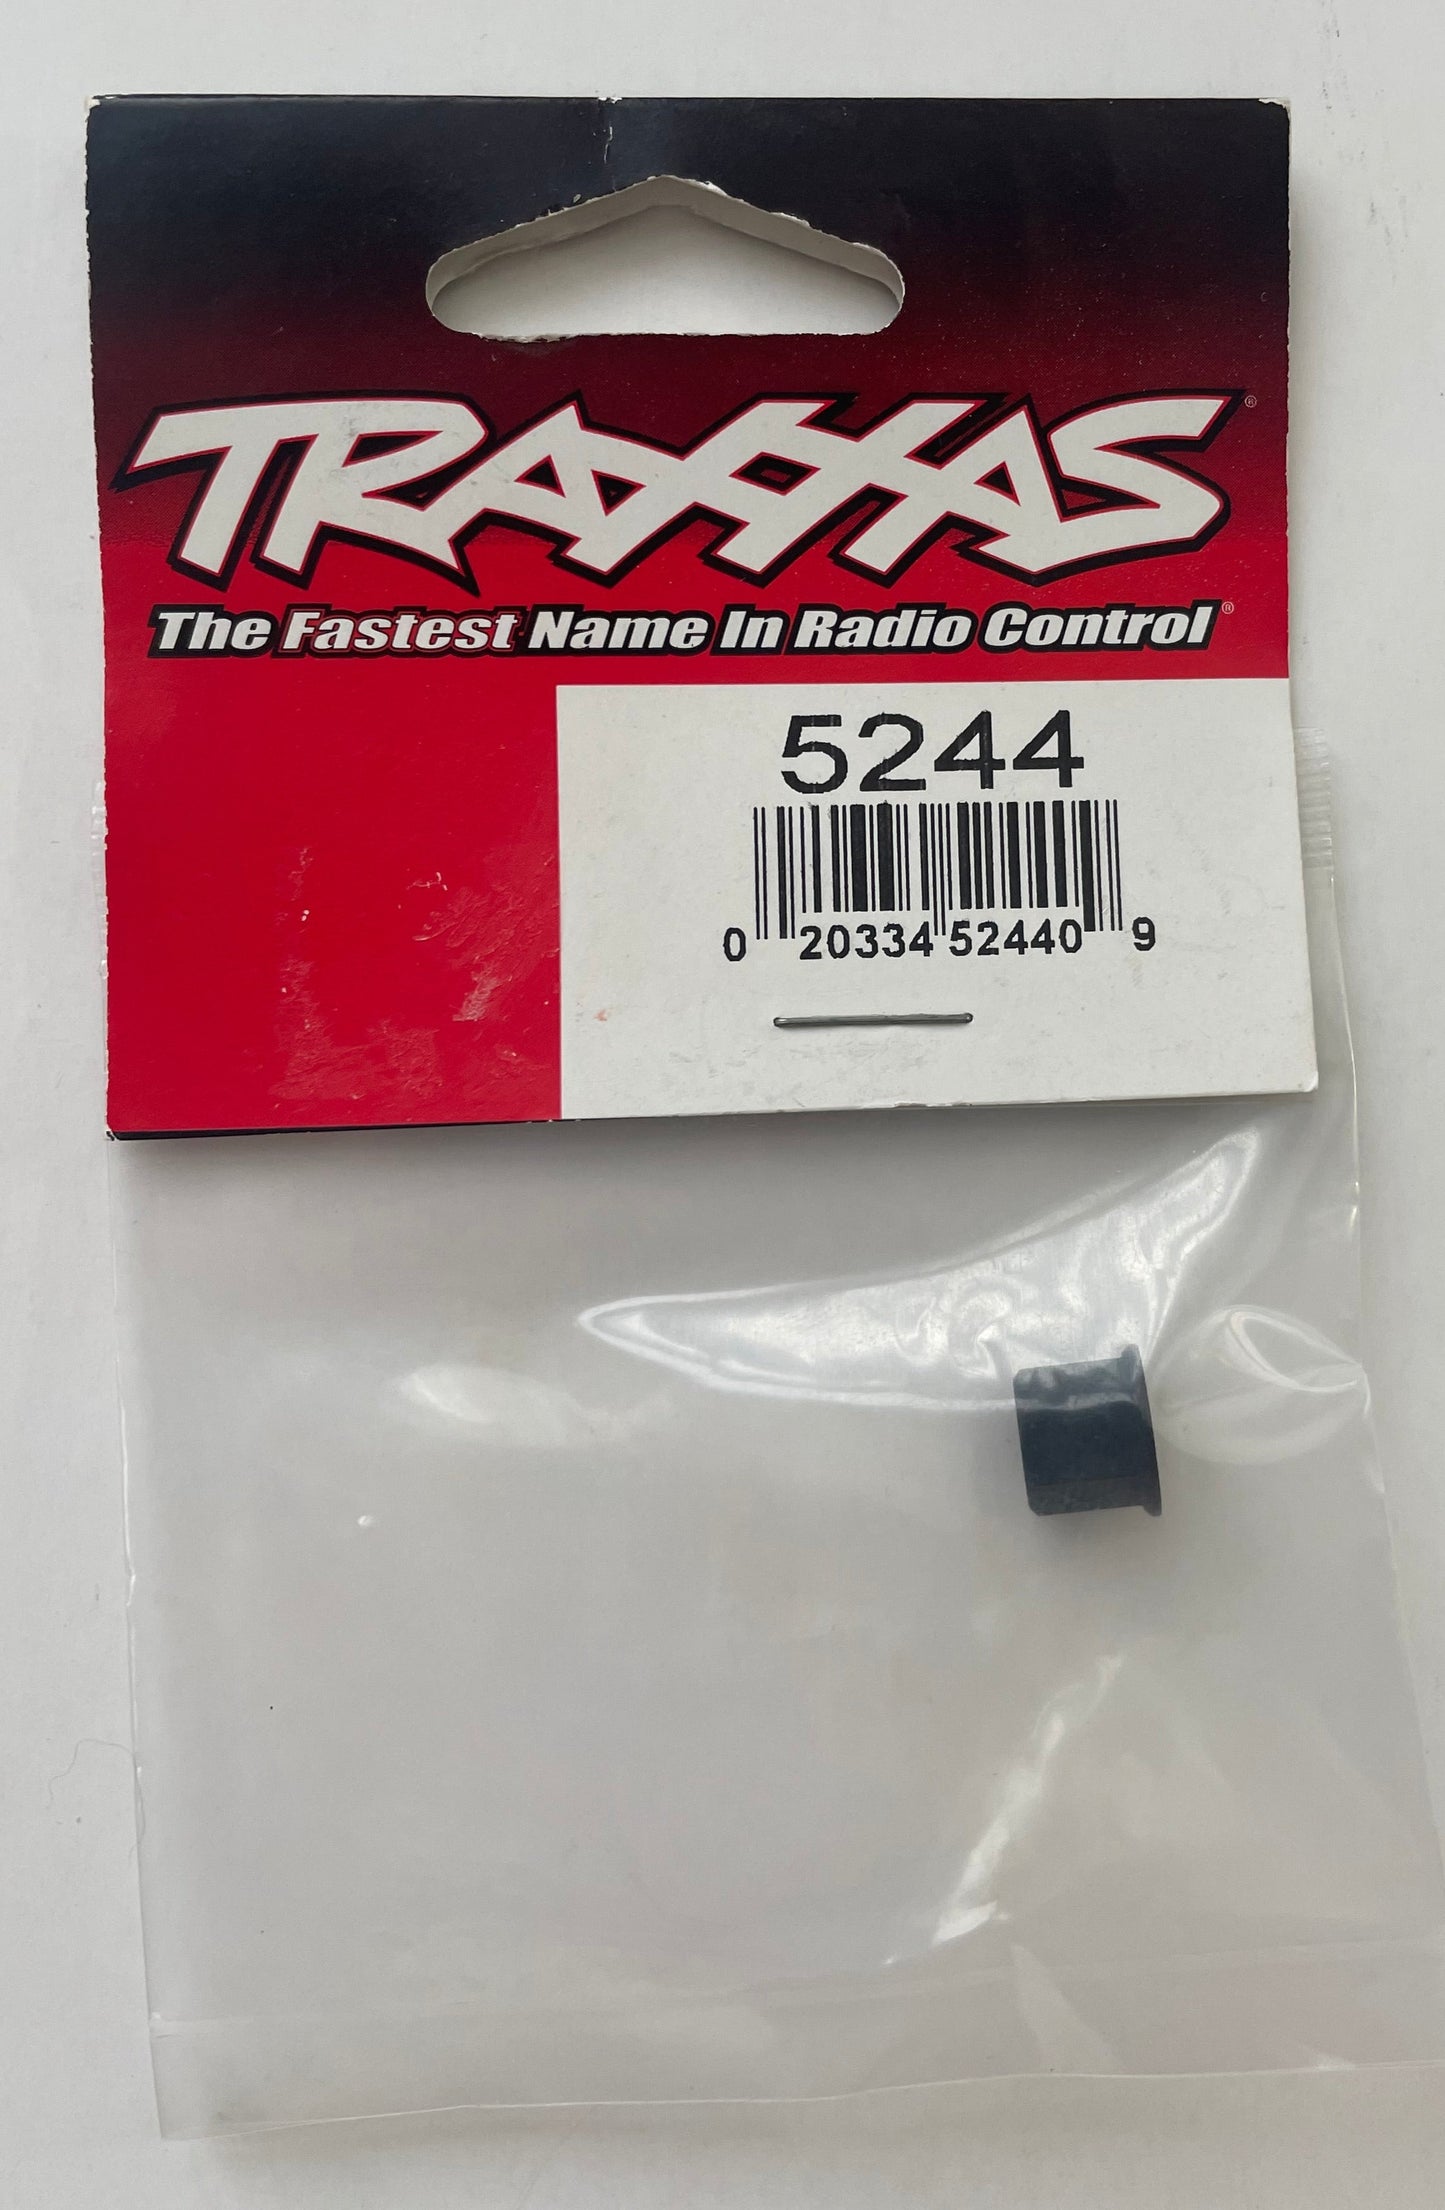 TRAXXAS®
The Fastest Name In Radio Control®
5244
0 20334 52440 9